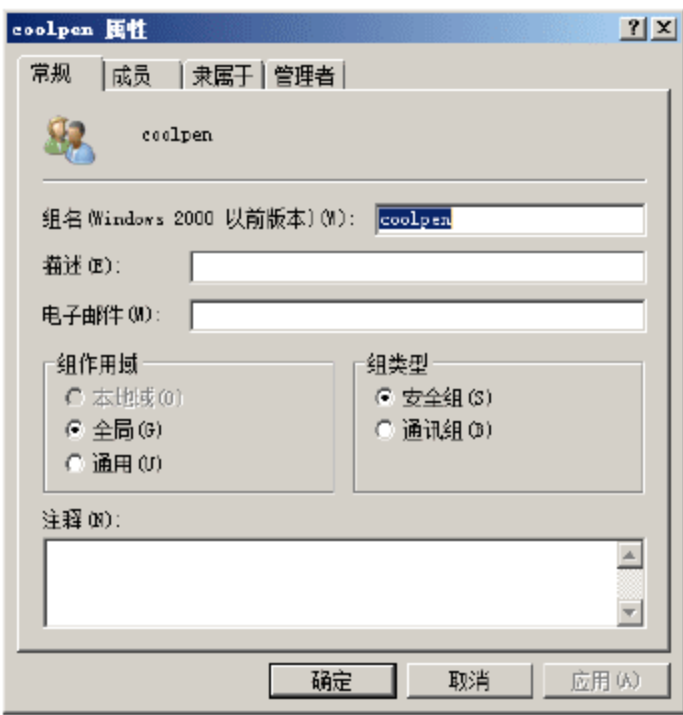 coolpen 属性
常规 成员 隶属于 管理者
coolpen
组名(Windows 2000 以前版本)(W): coolpen
描述(E):
电子邮件(M):
组作用域 组类型
本地域(O) 安全组(S)
全局(G) 通讯组(D)
通用(U)
注释(N):
确定 取消 应用(A)